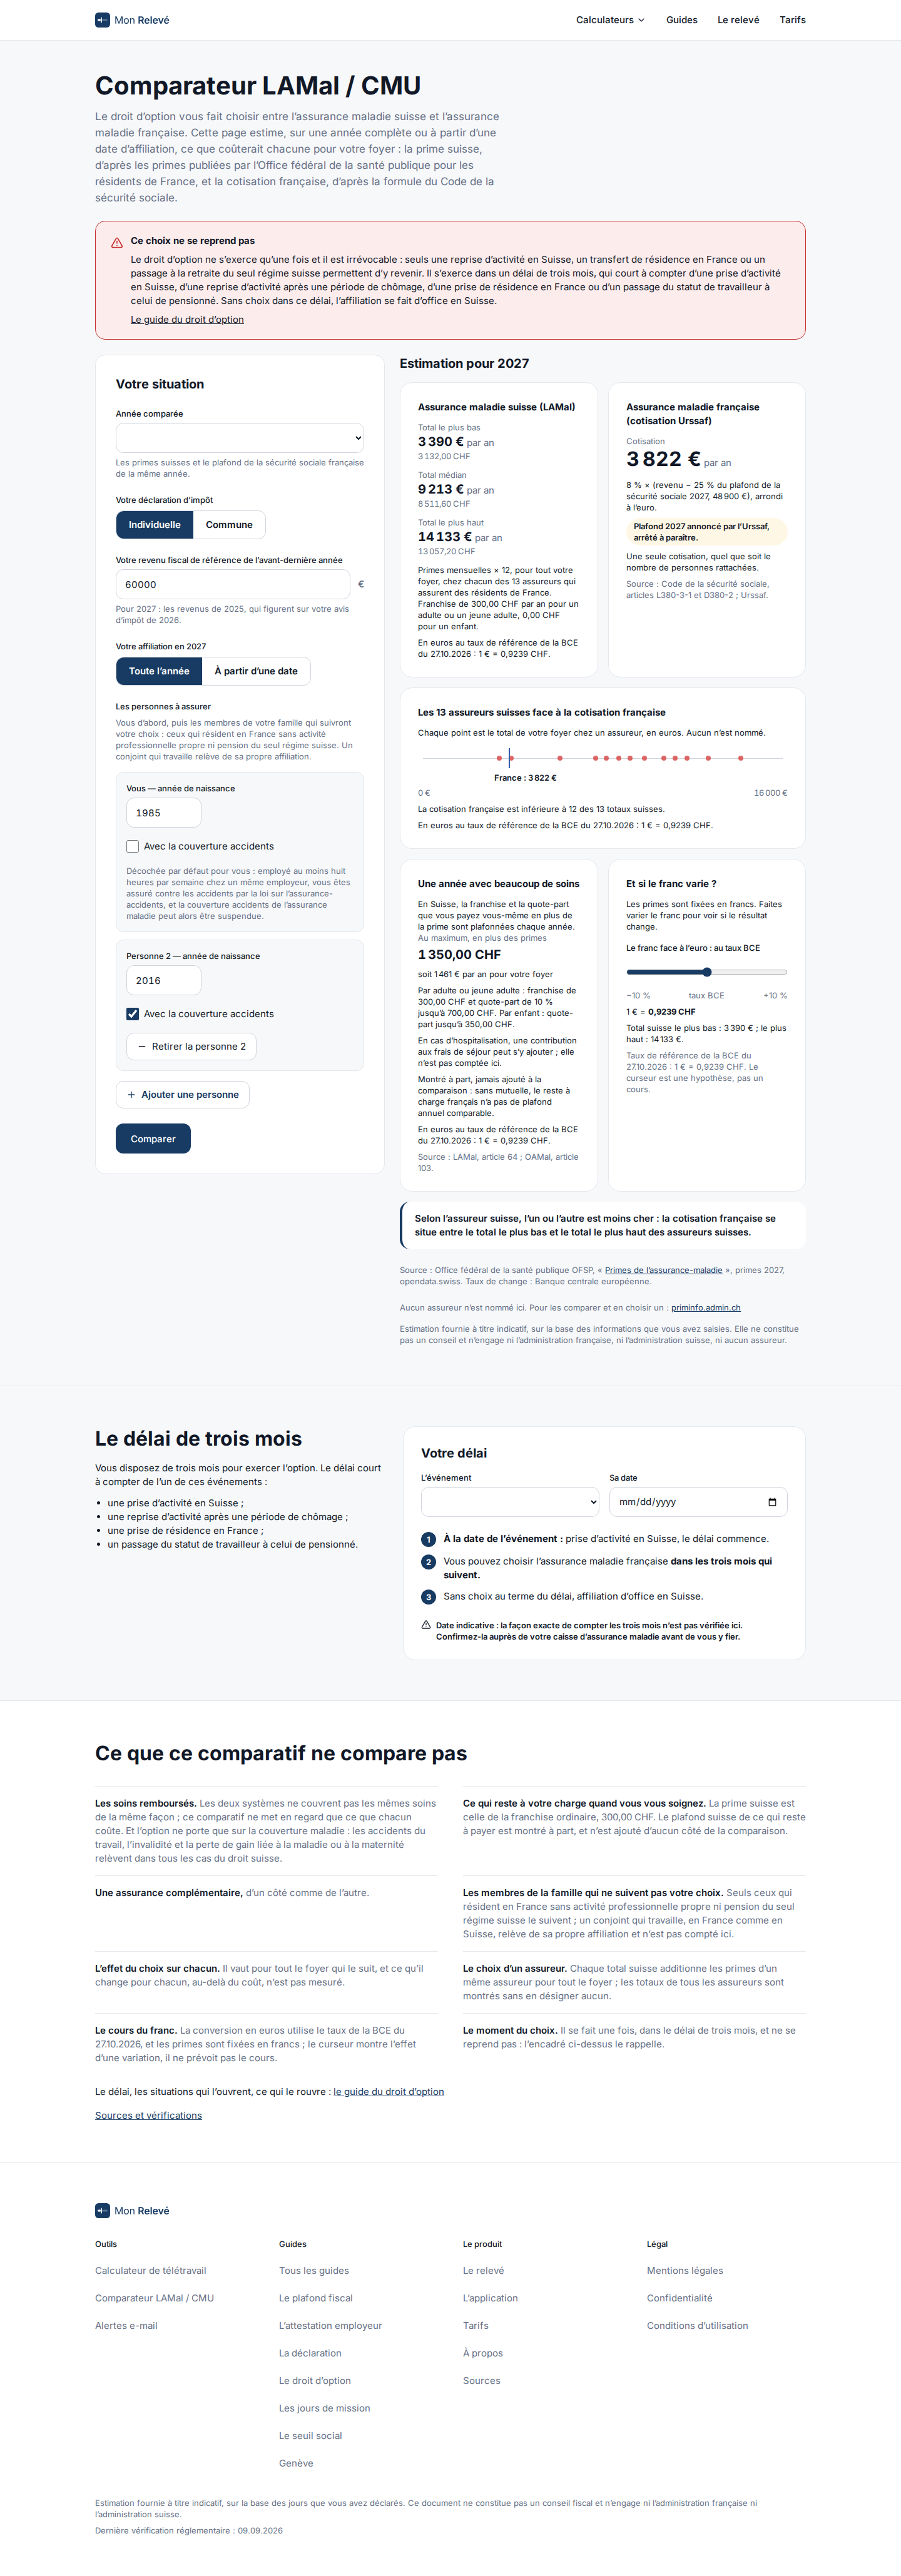 Mon Relevé
Calculateurs
Guides
Le relevé
Tarifs
Comparateur LAMal / CMU
Le droit d’option vous fait choisir entre l’assurance maladie suisse et l’assurance
maladie française. Cette page estime, sur une année complète ou à partir d’une
date d’affiliation, ce que coûterait chacune pour votre foyer : la prime suisse,
d’après les primes publiées par l’Office fédéral de la santé publique pour les
résidents de France, et la cotisation française, d’après la formule du Code de la
sécurité sociale.
Ce choix ne se reprend pas
Le droit d’option ne s’exerce qu’une fois et il est irrévocable : seuls une reprise d’activité en Suisse, un transfert de résidence en France ou un
passage à la retraite du seul régime suisse permettent d’y revenir. Il s’exerce dans un délai de trois mois, qui court à compter d’une prise d’activité
en Suisse, d’une reprise d’activité après une période de chômage, d’une prise de résidence en France ou d’un passage du statut de travailleur à
celui de pensionné. Sans choix dans ce délai, l’affiliation se fait d’office en Suisse.
Le guide du droit d’option
Votre situation
Année comparée
Les primes suisses et le plafond de la sécurité sociale française
de la même année.
Votre déclaration d’impôt
Individuelle
Commune
Votre revenu fiscal de référence de l’avant-dernière année
60000
€
Pour 2027 : les revenus de 2025, qui figurent sur votre avis
d’impôt de 2026.
Votre affiliation en 2027
Toute l’année
À partir d’une date
Les personnes à assurer
Vous d’abord, puis les membres de votre famille qui suivront
votre choix : ceux qui résident en France sans activité
professionnelle propre ni pension du seul régime suisse. Un
conjoint qui travaille relève de sa propre affiliation.
Vous — année de naissance
1985
Avec la couverture accidents
Décochée par défaut pour vous : employé au moins huit
heures par semaine chez un même employeur, vous êtes
assuré contre les accidents par la loi sur l’assurance-
accidents, et la couverture accidents de l’assurance
maladie peut alors être suspendue.
Personne 2 — année de naissance
2016
Avec la couverture accidents
Retirer la personne 2
Ajouter une personne
Comparer
Estimation pour 2027
Assurance maladie suisse (LAMal)
Total le plus bas
3 390 € par an
3 132,00 CHF
Total médian
9 213 € par an
8 511,60 CHF
Total le plus haut
14 133 € par an
13 057,20 CHF
Primes mensuelles × 12, pour tout votre
foyer, chez chacun des 13 assureurs qui
assurent des résidents de France.
Franchise de 300,00 CHF par an pour un
adulte ou un jeune adulte, 0,00 CHF
pour un enfant.
En euros au taux de référence de la BCE
du 27.10.2026 : 1 € = 0,9239 CHF.
Assurance maladie française
(cotisation Urssaf)
Cotisation
3 822 € par an
8 % × (revenu − 25 % du plafond de la
sécurité sociale 2027, 48 900 €), arrondi
à l’euro.
Plafond 2027 annoncé par l’Urssaf,
arrêté à paraître.
Une seule cotisation, quel que soit le
nombre de personnes rattachées.
Source : Code de la sécurité sociale,
articles L380-3-1 et D380-2 ; Urssaf.
Les 13 assureurs suisses face à la cotisation française
Chaque point est le total de votre foyer chez un assureur, en euros. Aucun n’est nommé.
France : 3 822 €
0 €
16 000 €
La cotisation française est inférieure à 12 des 13 totaux suisses.
En euros au taux de référence de la BCE du 27.10.2026 : 1 € = 0,9239 CHF.
Une année avec beaucoup de soins
En Suisse, la franchise et la quote-part
que vous payez vous-même en plus de
la prime sont plafonnées chaque année.
Au maximum, en plus des primes
1 350,00 CHF
soit 1 461 € par an pour votre foyer
Par adulte ou jeune adulte : franchise de
300,00 CHF et quote-part de 10 %
jusqu’à 700,00 CHF. Par enfant : quote-
part jusqu’à 350,00 CHF.
En cas d’hospitalisation, une contribution
aux frais de séjour peut s’y ajouter ; elle
n’est pas comptée ici.
Montré à part, jamais ajouté à la
comparaison : sans mutuelle, le reste à
charge français n’a pas de plafond
annuel comparable.
En euros au taux de référence de la BCE
du 27.10.2026 : 1 € = 0,9239 CHF.
Source : LAMal, article 64 ; OAMal, article
103.
Et si le franc varie ?
Les primes sont fixées en francs. Faites
varier le franc pour voir si le résultat
change.
Le franc face à l’euro : au taux BCE
−10 %
taux BCE
+10 %
1 € = 0,9239 CHF
Total suisse le plus bas : 3 390 € ; le plus
haut : 14 133 €.
Taux de référence de la BCE du
27.10.2026 : 1 € = 0,9239 CHF. Le
curseur est une hypothèse, pas un
cours.
Selon l’assureur suisse, l’un ou l’autre est moins cher : la cotisation française se
situe entre le total le plus bas et le total le plus haut des assureurs suisses.
Source : Office fédéral de la santé publique OFSP, « Primes de l’assurance-maladie », primes 2027,
opendata.swiss. Taux de change : Banque centrale européenne.
Aucun assureur n’est nommé ici. Pour les comparer et en choisir un : priminfo.admin.ch
Estimation fournie à titre indicatif, sur la base des informations que vous avez saisies. Elle ne constitue
pas un conseil et n’engage ni l’administration française, ni l’administration suisse, ni aucun assureur.
Le délai de trois mois
Vous disposez de trois mois pour exercer l’option. Le délai court
à compter de l’un de ces événements :
• une prise d’activité en Suisse ;
• une reprise d’activité après une période de chômage ;
• une prise de résidence en France ;
• un passage du statut de travailleur à celui de pensionné.
Votre délai
L’événement
Sa date
mm/dd/yyyy
1 À la date de l’événement : prise d’activité en Suisse, le délai commence.
2 Vous pouvez choisir l’assurance maladie française dans les trois mois qui
suivent.
3 Sans choix au terme du délai, affiliation d’office en Suisse.
Date indicative : la façon exacte de compter les trois mois n’est pas vérifiée ici.
Confirmez-la auprès de votre caisse d’assurance maladie avant de vous y fier.
Ce que ce comparatif ne compare pas
Les soins remboursés. Les deux systèmes ne couvrent pas les mêmes soins
de la même façon ; ce comparatif ne met en regard que ce que chacun
coûte. Et l’option ne porte que sur la couverture maladie : les accidents du
travail, l’invalidité et la perte de gain liée à la maladie ou à la maternité
relèvent dans tous les cas du droit suisse.
Ce qui reste à votre charge quand vous vous soignez. La prime suisse est
celle de la franchise ordinaire, 300,00 CHF. Le plafond suisse de ce qui reste
à payer est montré à part, et n’est ajouté d’aucun côté de la comparaison.
Une assurance complémentaire, d’un côté comme de l’autre.
Les membres de la famille qui ne suivent pas votre choix. Seuls ceux qui
résident en France sans activité professionnelle propre ni pension du seul
régime suisse le suivent ; un conjoint qui travaille, en France comme en
Suisse, relève de sa propre affiliation et n’est pas compté ici.
L’effet du choix sur chacun. Il vaut pour tout le foyer qui le suit, et ce qu’il
change pour chacun, au-delà du coût, n’est pas mesuré.
Le choix d’un assureur. Chaque total suisse additionne les primes d’un
même assureur pour tout le foyer ; les totaux de tous les assureurs sont
montrés sans en désigner aucun.
Le cours du franc. La conversion en euros utilise le taux de la BCE du
27.10.2026, et les primes sont fixées en francs ; le curseur montre l’effet
d’une variation, il ne prévoit pas le cours.
Le moment du choix. Il se fait une fois, dans le délai de trois mois, et ne se
reprend pas : l’encadré ci-dessus le rappelle.
Le délai, les situations qui l’ouvrent, ce qui le rouvre : le guide du droit d’option
Sources et vérifications
Mon Relevé
Outils
Calculateur de télétravail
Comparateur LAMal / CMU
Alertes e-mail
Guides
Tous les guides
Le plafond fiscal
L’attestation employeur
La déclaration
Le droit d’option
Les jours de mission
Le seuil social
Genève
Le produit
Le relevé
L’application
Tarifs
À propos
Sources
Légal
Mentions légales
Confidentialité
Conditions d’utilisation
Estimation fournie à titre indicatif, sur la base des jours que vous avez déclarés. Ce document ne constitue pas un conseil fiscal et n’engage ni l’administration française ni
l’administration suisse.
Dernière vérification réglementaire : 09.09.2026